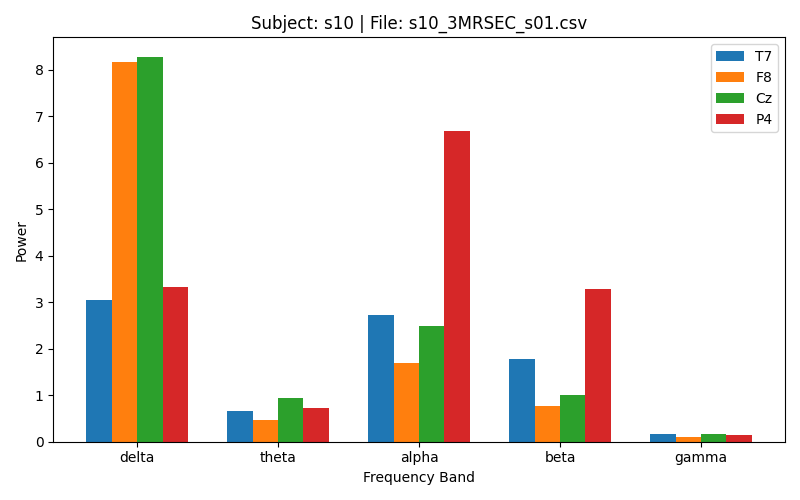 Subject: s10 | File: s10_3MRSEC_s01.csv
T7
F8
Cz
P4
Power
8
7
6
5
4
3
2
1
0
delta theta alpha beta gamma
Frequency Band